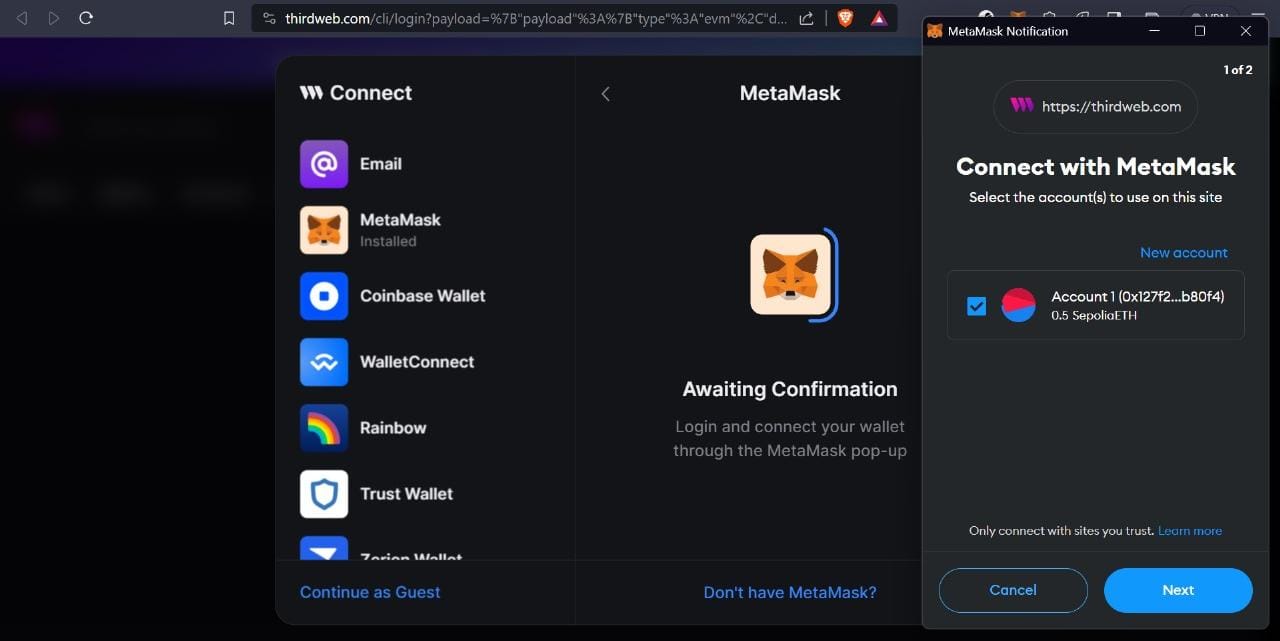 thirdweb.com/cli/login?payload=%7B"payload"%3A%7B"type"%3A"evm"%2C"d...
VPN
Connect
Email
MetaMask
Installed
Coinbase Wallet
WalletConnect
Rainbow
Trust Wallet
Zerion Wallet
Continue as Guest
MetaMask
Awaiting Confirmation
Login and connect your wallet
through the MetaMask pop-up
Don't have MetaMask?
MetaMask Notification
1 of 2
https://thirdweb.com
Connect with MetaMask
Select the account(s) to use on this site
New account
Account 1 (0x127f2...b80f4)
0.5 SepoliaETH
Only connect with sites you trust. Learn more
Cancel
Next